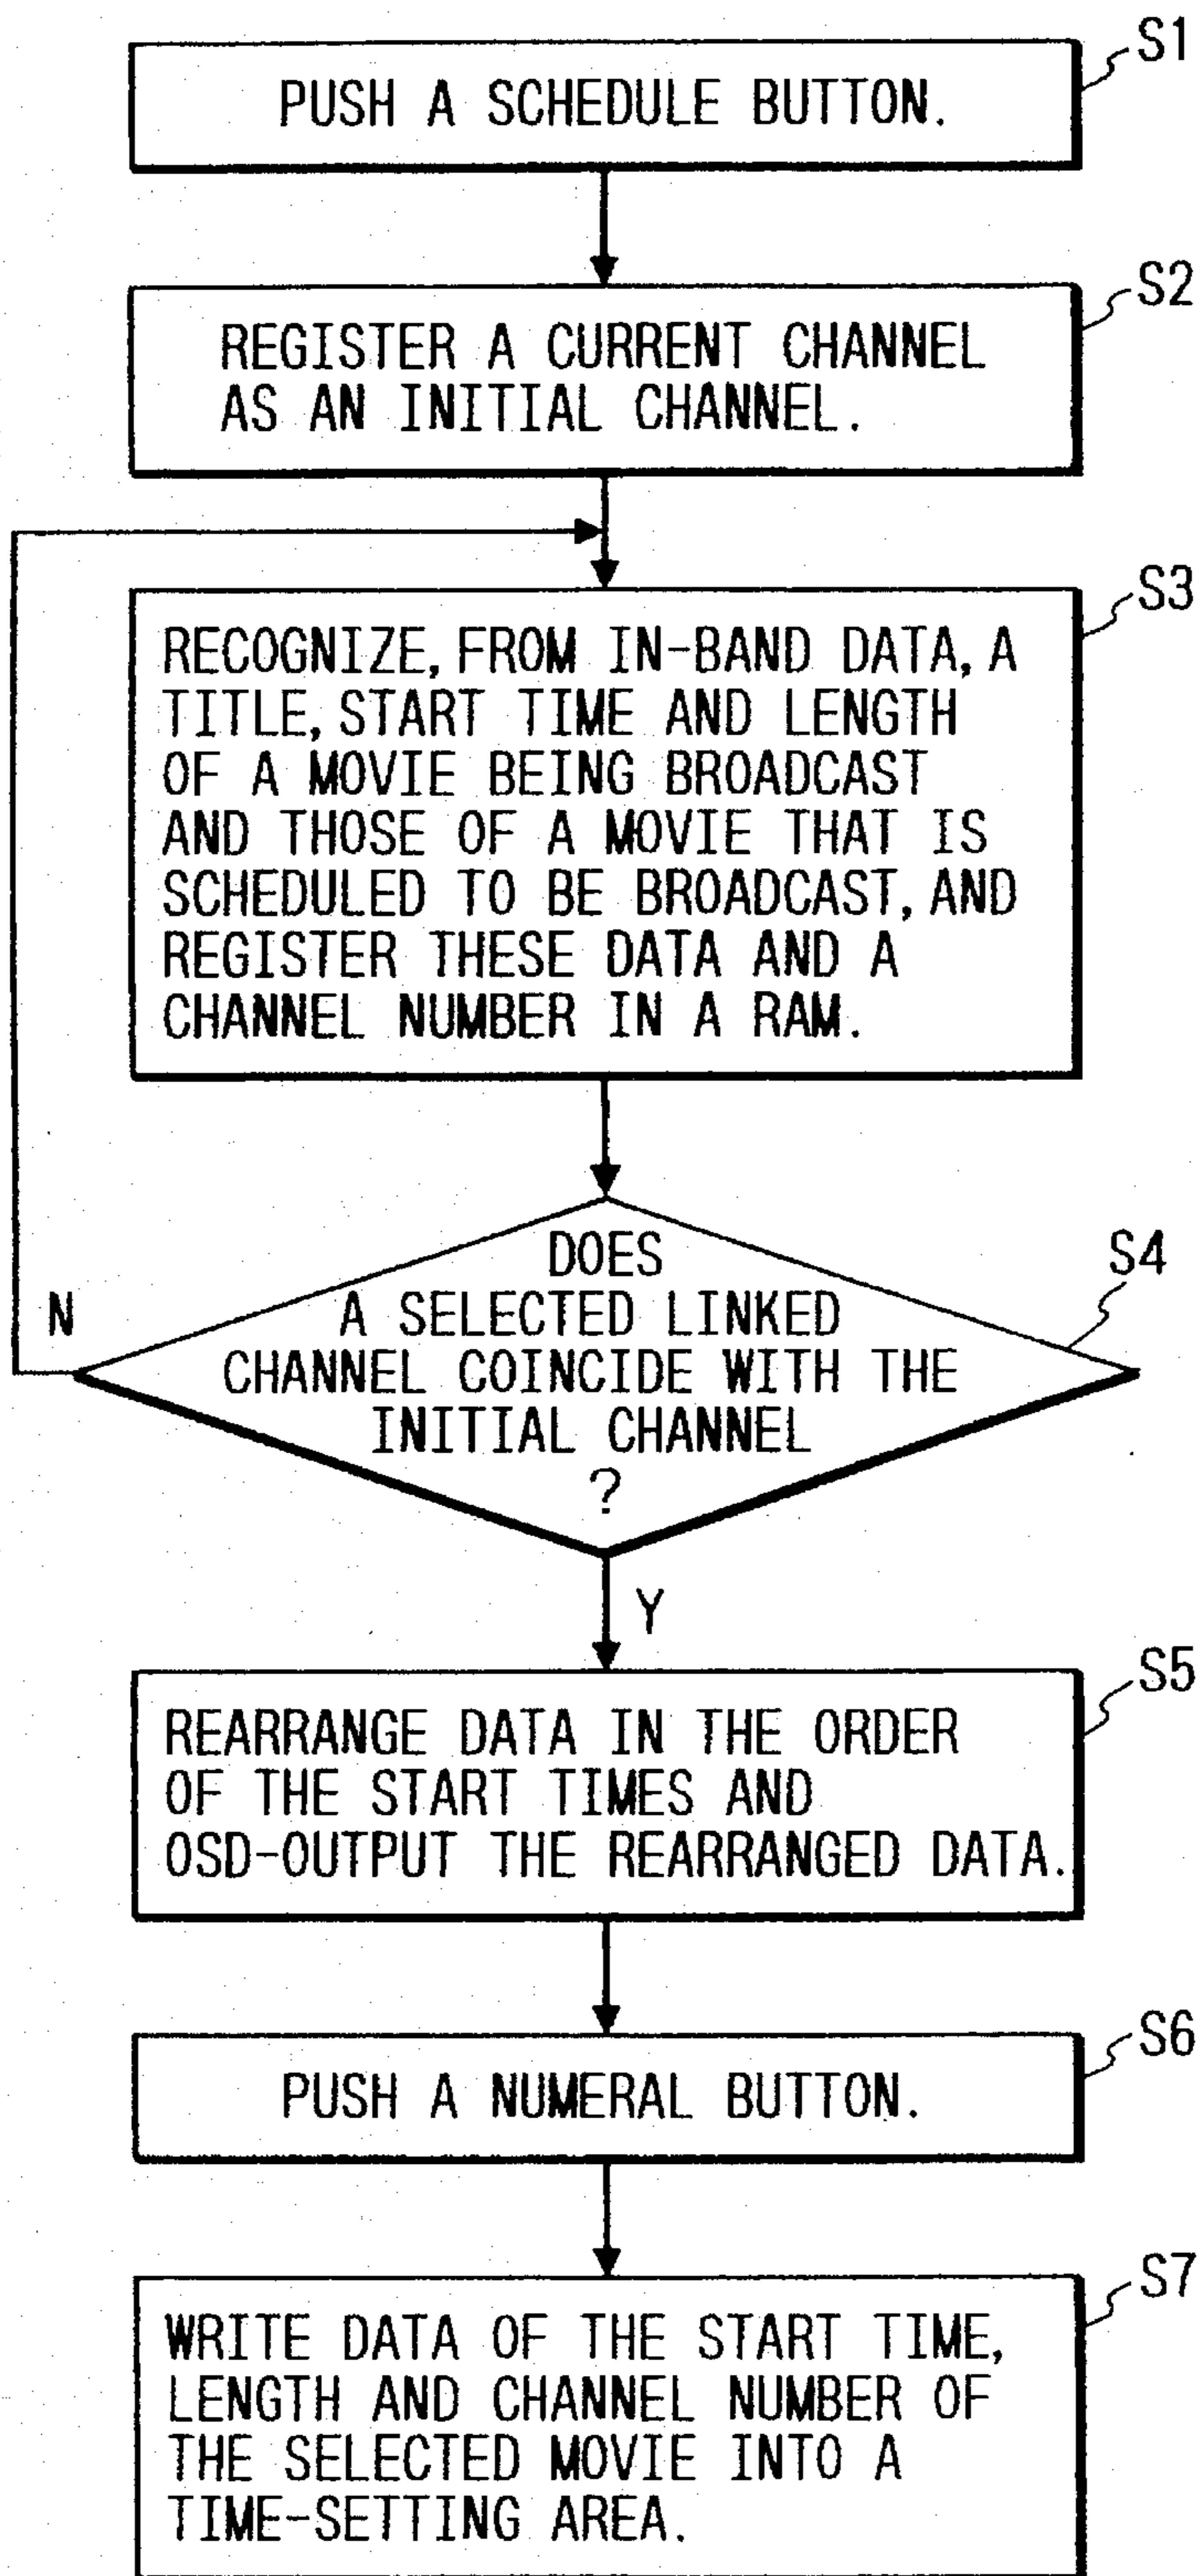 S1
PUSH A SCHEDULE BUTTON.
S2
REGISTER A CURRENT CHANNEL
AS AN INITIAL CHANNEL.
S3
RECOGNIZE, FROM IN-BAND DATA, A
TITLE, START TIME AND LENGTH
OF A MOVIE BEING BROADCAST
AND THOSE OF A MOVIE THAT IS
SCHEDULED TO BE BROADCAST, AND
REGISTER THESE DATA AND A
CHANNEL NUMBER IN A RAM.
S4
N
DOES
A SELECTED LINKED
CHANNEL COINCIDE WITH THE
INITIAL CHANNEL
?
Y
S5
REARRANGE DATA IN THE ORDER
OF THE START TIMES AND
OSD-OUTPUT THE REARRANGED DATA.
S6
PUSH A NUMERAL BUTTON.
S7
WRITE DATA OF THE START TIME,
LENGTH AND CHANNEL NUMBER OF
THE SELECTED MOVIE INTO A
TIME-SETTING AREA.